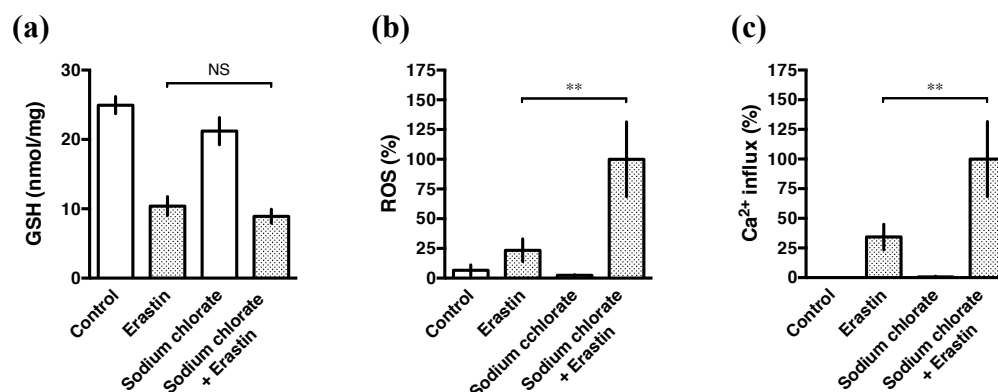 (a)
GSH (nmol/mg)
30
20
10
0
NS
Control
Erastin
Sodium chlorate
Sodium chlorate
+ Erastin
(b)
ROS (%)
175
150
125
100
75
50
25
0
**
Control
Erastin
Sodium cchlorate
Sodium chlorate
+ Erastin
(c)
Ca²⁺ influx (%)
175
150
125
100
75
50
25
0
**
Control
Erastin
Sodium chlorate
Sodium chlorate
+ Erastin